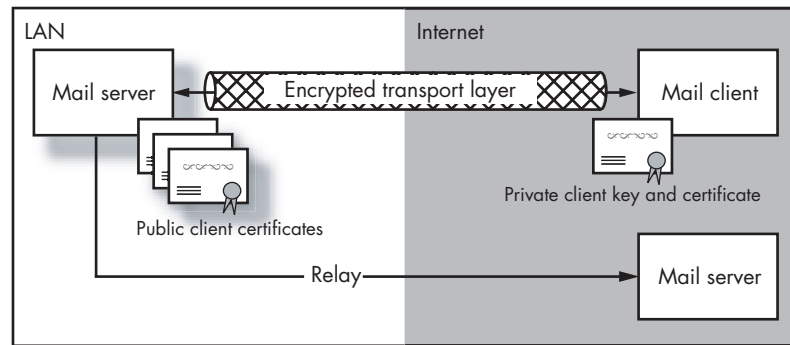 LAN
Internet
Mail server
Encrypted transport layer
Mail client
Public client certificates
Private client key and certificate
Relay
Mail server